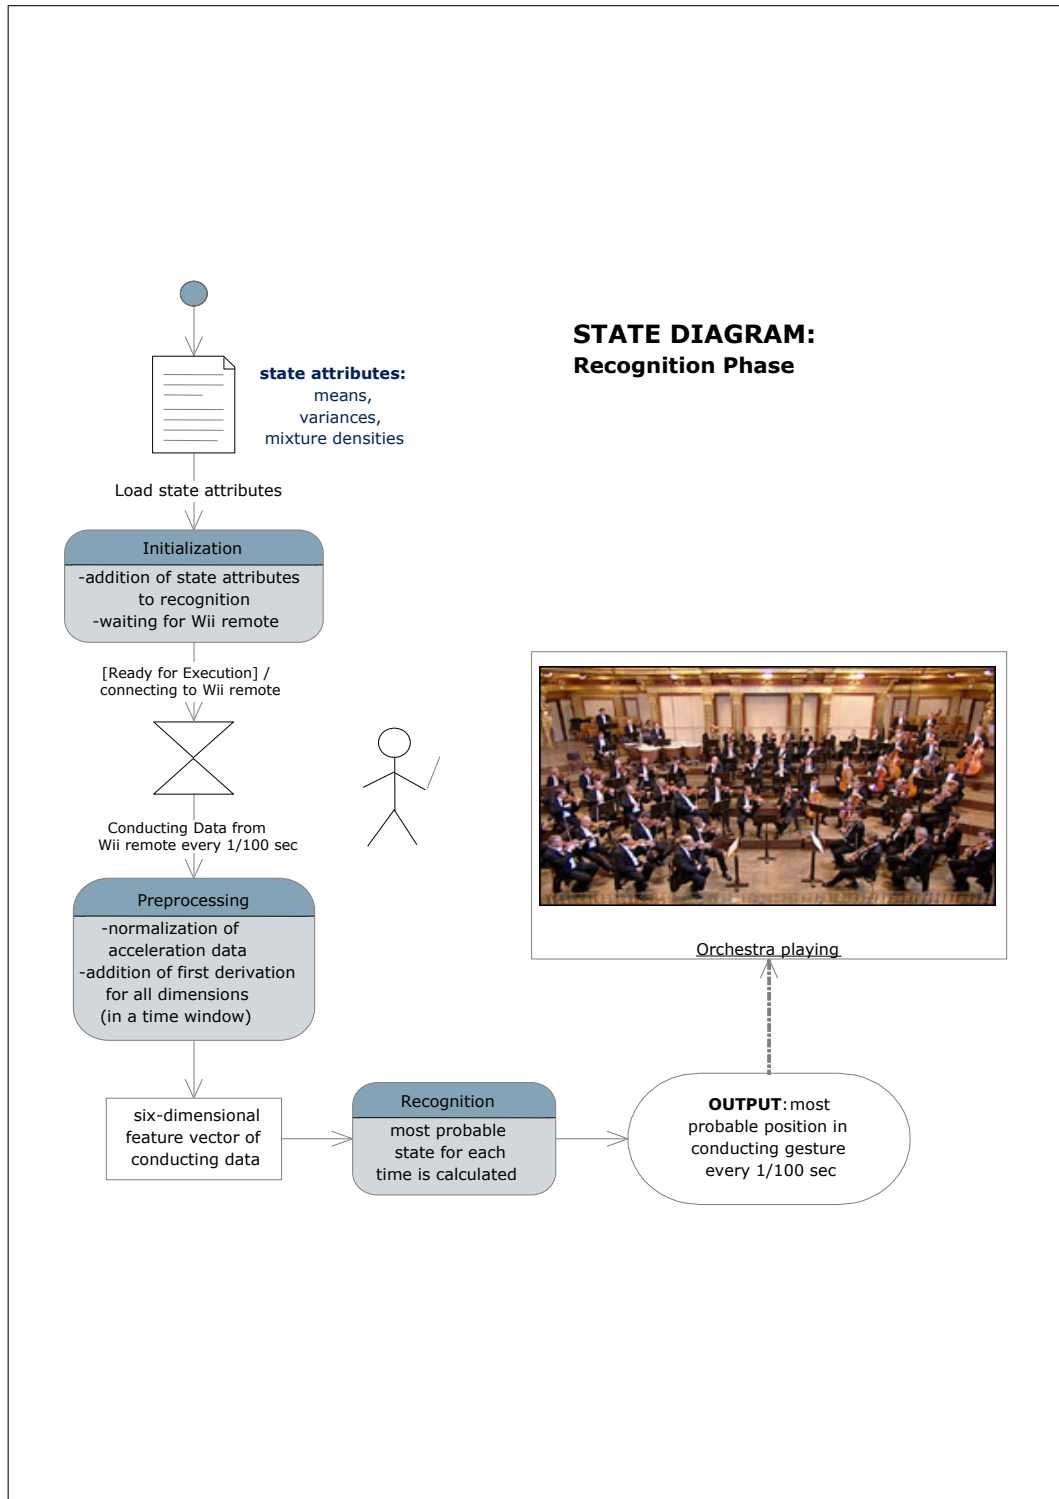 STATE DIAGRAM:
Recognition Phase
state attributes:
means,
variances,
mixture densities
Load state attributes
Initialization
-addition of state attributes
to recognition
-waiting for Wii remote
[Ready for Execution] /
connecting to Wii remote
Conducting Data from
Wii remote every 1/100 sec
Preprocessing
-normalization of
acceleration data
-addition of first derivation
for all dimensions
(in a time window)
six-dimensional
feature vector of
conducting data
Recognition
most probable
state for each
time is calculated
OUTPUT: most
probable position in
conducting gesture
every 1/100 sec
Orchestra playing